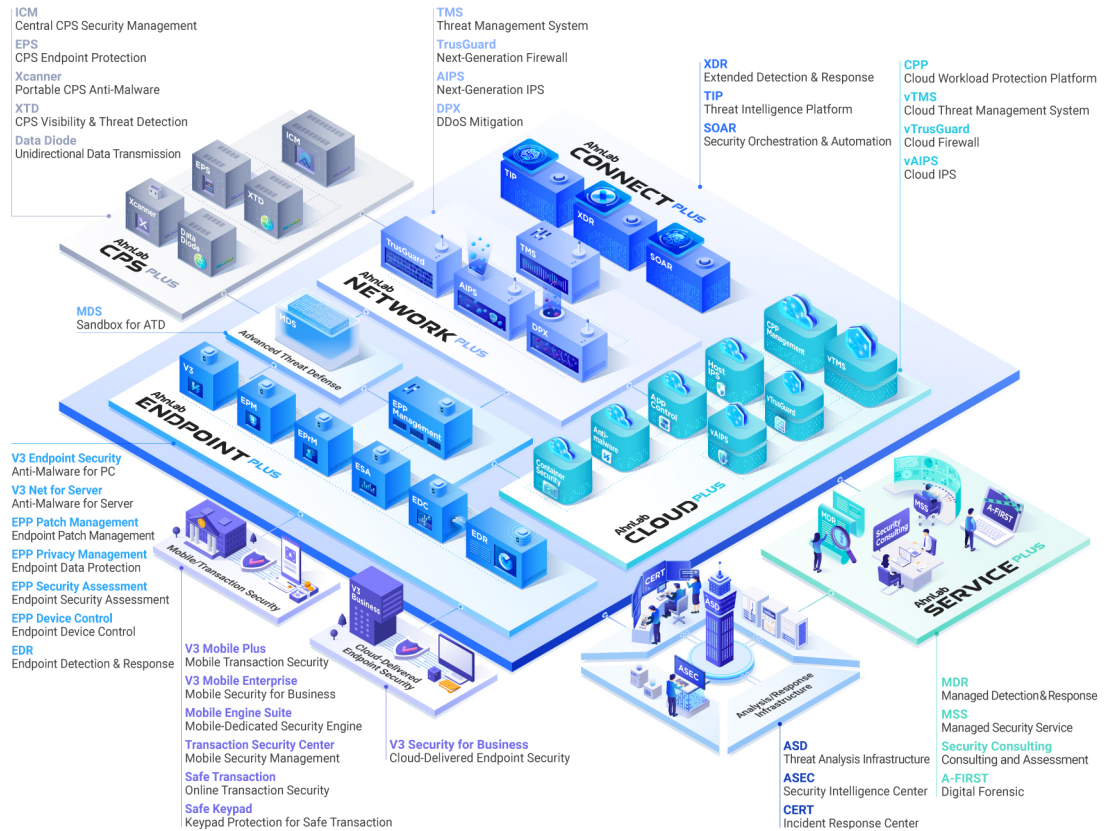 ICM
Central CPS Security Management
EPS
CPS Endpoint Protection
Xcanner
Portable CPS Anti-Malware
XTD
CPS Visibility & Threat Detection
Data Diode
Unidirectional Data Transmission
TMS
Threat Management System
TrusGuard
Next-Generation Firewall
AIPS
Next-Generation IPS
DPX
DDoS Mitigation
XDR
Extended Detection & Response
TIP
Threat Intelligence Platform
SOAR
Security Orchestration & Automation
CPP
Cloud Workload Protection Platform
vTMS
Cloud Threat Management System
vTrusGuard
Cloud Firewall
vAIPS
Cloud IPS
ICM
EPS
XTD
Xcanner
Data
Diode
AhnLab
CPS PLUS
AhnLab
CONNECT PLUS
TIP
XDR
SOAR
TrusGuard
TMS
AIPS
DPX
AhnLab
NETWORK PLUS
MDS
Sandbox for ATD
MDS
Advanced Threat Defense
V3
EPM
EPrM
ESA
EDC
EDR
EPP
Management
AhnLab
ENDPOINT PLUS
CPP
Management
vTMS
Host
IPS
vTrusGuard
App
Control
vAIPS
Anti-
malware
Container
Security
AhnLab
CLOUD PLUS
V3 Endpoint Security
Anti-Malware for PC
V3 Net for Server
Anti-Malware for Server
EPP Patch Management
Endpoint Patch Management
EPP Privacy Management
Endpoint Data Protection
EPP Security Assessment
Endpoint Security Assessment
EPP Device Control
Endpoint Device Control
EDR
Endpoint Detection & Response
Mobile/Transaction Security
V3
Business
Cloud-Delivered
Endpoint Security
V3 Mobile Plus
Mobile Transaction Security
V3 Mobile Enterprise
Mobile Security for Business
Mobile Engine Suite
Mobile-Dedicated Security Engine
Transaction Security Center
Mobile Security Management
Safe Transaction
Online Transaction Security
Safe Keypad
Keypad Protection for Safe Transaction
V3 Security for Business
Cloud-Delivered Endpoint Security
CERT
ASD
ASEC
Analysis/Response
Infrastructure
MDR
MSS
A-FIRST
Security
Consulting
AhnLab
SERVICE PLUS
ASD
Threat Analysis Infrastructure
ASEC
Security Intelligence Center
CERT
Incident Response Center
MDR
Managed Detection&Response
MSS
Managed Security Service
Security Consulting
Consulting and Assessment
A-FIRST
Digital Forensic